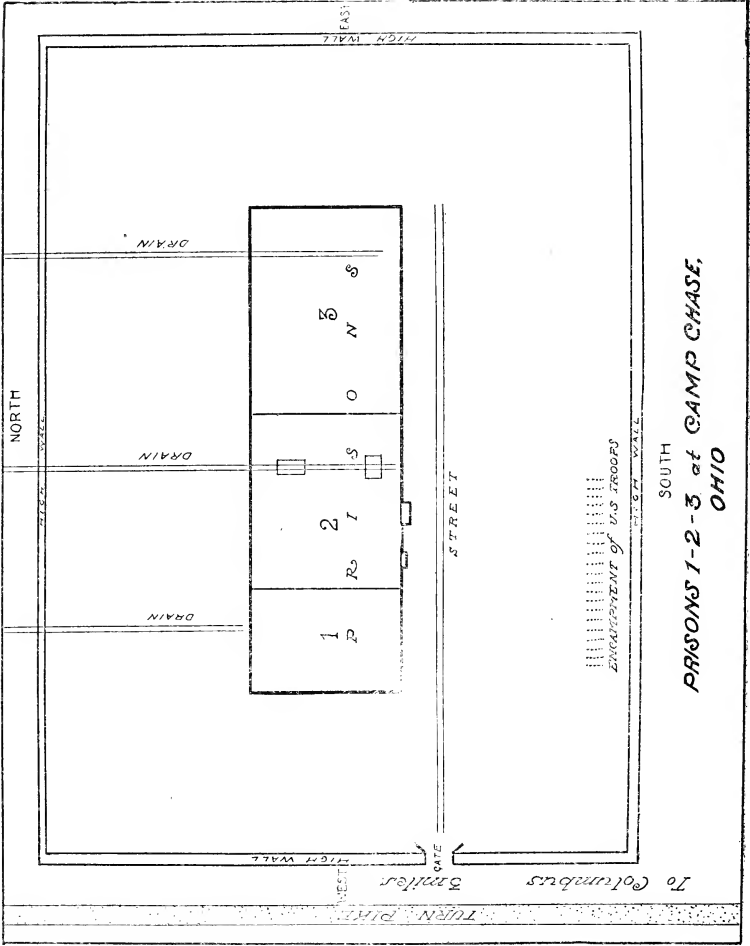 NORTH
HIGH WALL
EAST
HIGH WALL
DRAIN
DRAIN
DRAIN
1 2 3
PRISONS
STREET
ENCAMPMENT of U.S TROOPS
HIGH WALL
SOUTH
HIGH WALL
WEST
GATE
To Columbus 3 miles
TURN PIKE
PRISONS 1-2-3 at CAMP CHASE,
OHIO